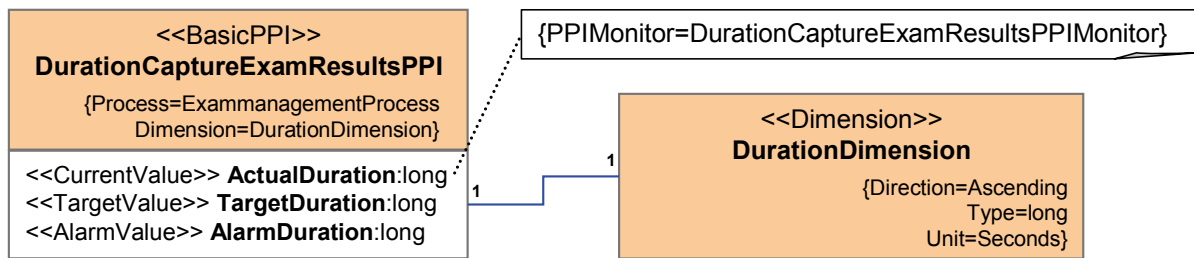 <<BasicPPI>>
DurationCaptureExamResultsPPI
{Process=ExammanagementProcess
Dimension=DurationDimension}
<<CurrentValue>> ActualDuration:long
<<TargetValue>> TargetDuration:long
<<AlarmValue>> AlarmDuration:long
{PPIMonitor=DurationCaptureExamResultsPPIMonitor}
1
1
<<Dimension>>
DurationDimension
{Direction=Ascending
Type=long
Unit=Seconds}